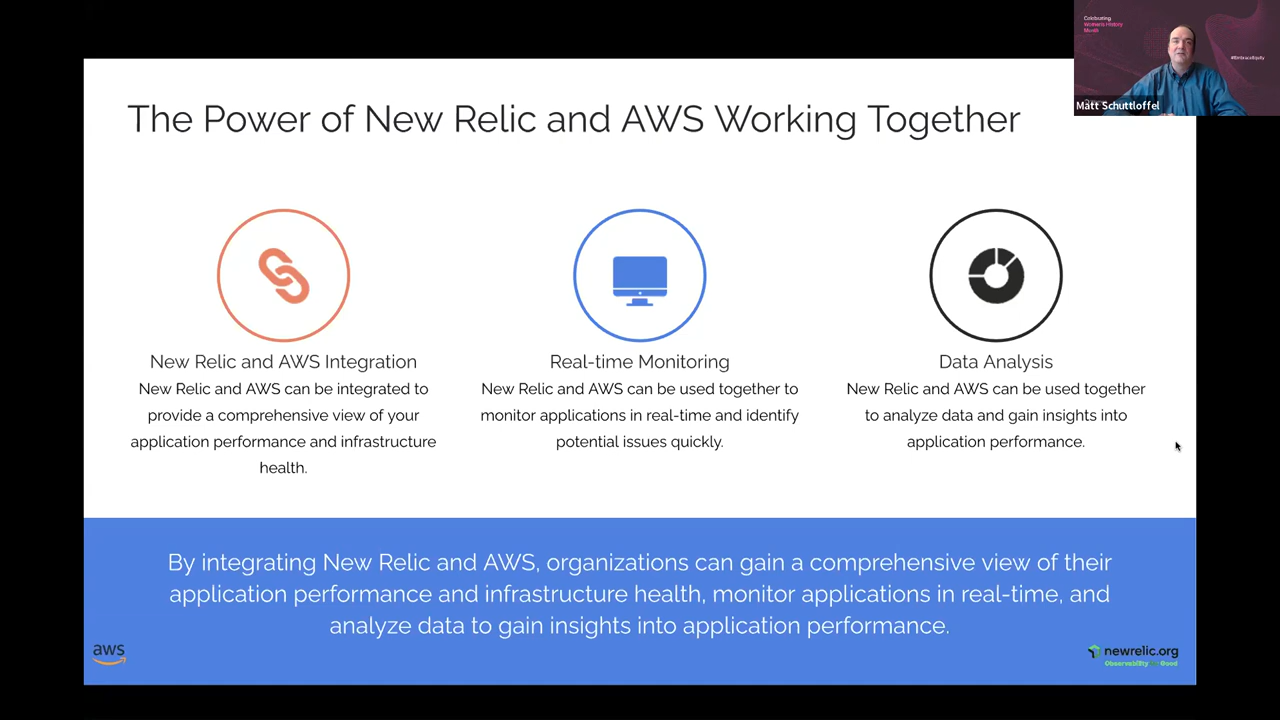 Celebrating
Women's History
Month
#EmbraceEquity
Matt Schuttloffel
The Power of New Relic and AWS Working Together
New Relic and AWS Integration
New Relic and AWS can be integrated to
provide a comprehensive view of your
application performance and infrastructure
health.
Real-time Monitoring
New Relic and AWS can be used together to
monitor applications in real-time and identify
potential issues quickly.
Data Analysis
New Relic and AWS can be used together
to analyze data and gain insights into
application performance.
By integrating New Relic and AWS, organizations can gain a comprehensive view of their
application performance and infrastructure health, monitor applications in real-time, and
analyze data to gain insights into application performance.
aws
newrelic.org
Observability for Good